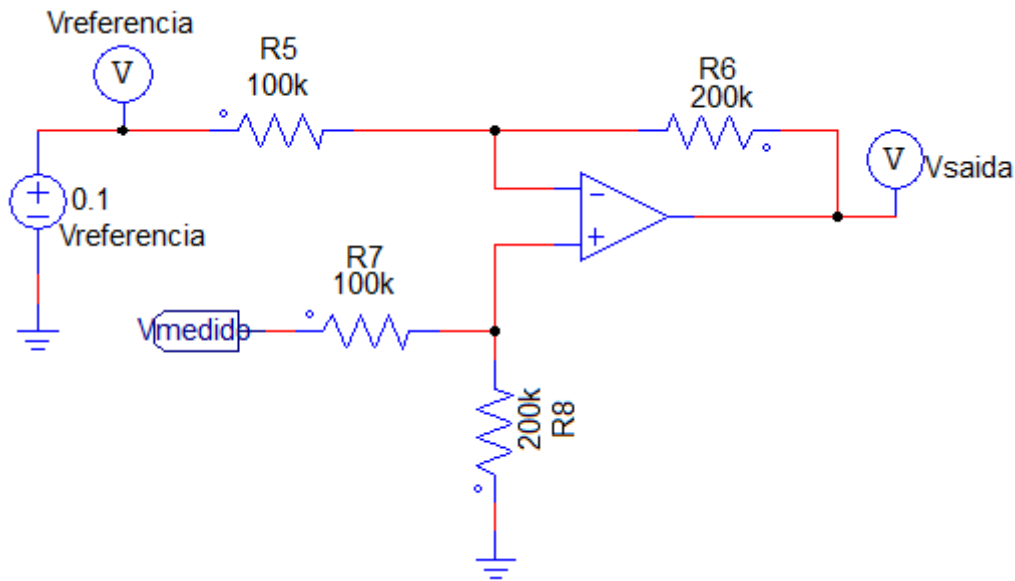 Vreferencia
V
R5
100k
R6
200k
V
Vsaida
+
−
0.1
Vreferencia
−
+
R7
100k
Vmedido
200k
R8